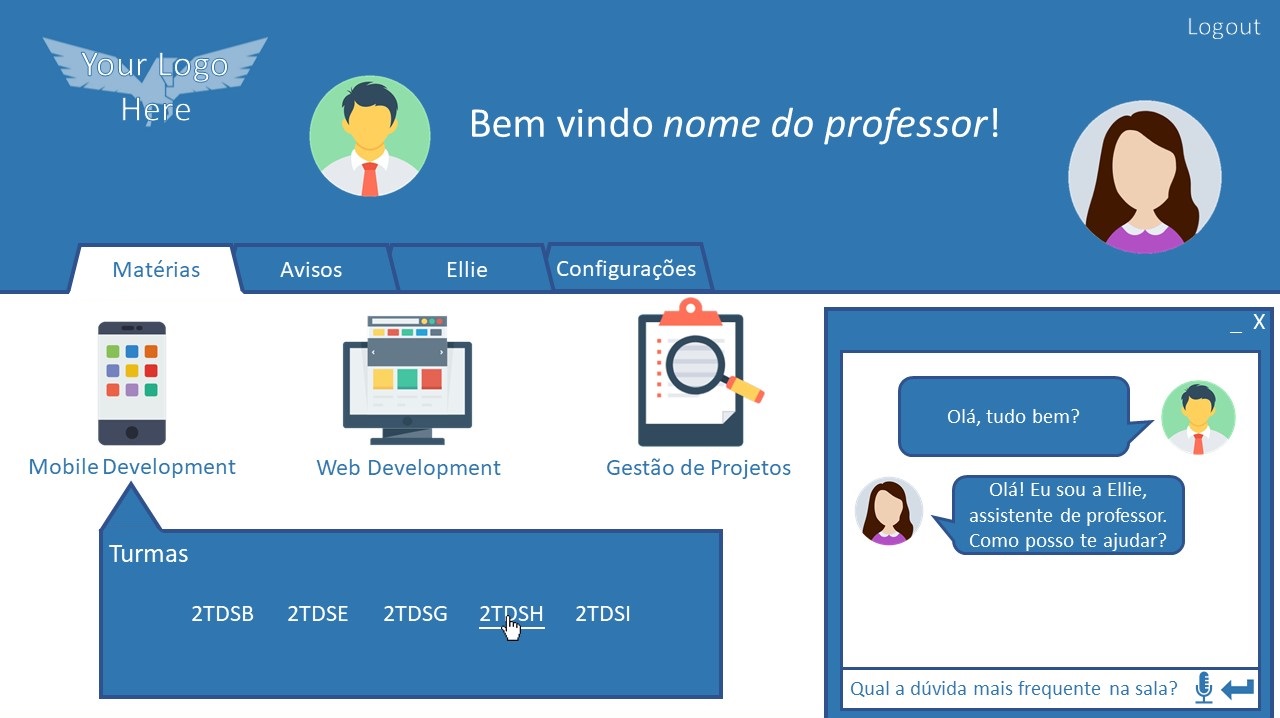 Logout
Your Logo
Here
Bem vindo nome do professor!
Matérias
Avisos
Ellie
Configurações
Mobile Development
Web Development
Gestão de Projetos
Turmas
2TDSB 2TDSE 2TDSG 2TDSH 2TDSI
_ X
Olá, tudo bem?
Olá! Eu sou a Ellie,
assistente de professor.
Como posso te ajudar?
Qual a dúvida mais frequente na sala?